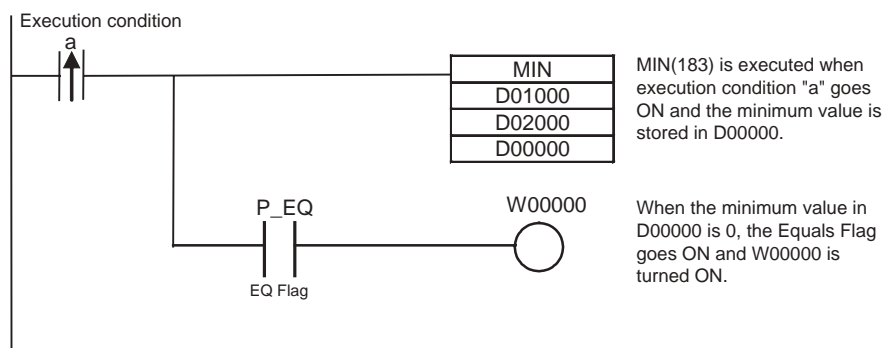 Execution condition
a
MIN
D01000
D02000
D00000
MIN(183) is executed when
execution condition "a" goes
ON and the minimum value is
stored in D00000.
P_EQ
EQ Flag
W00000
When the minimum value in
D00000 is 0, the Equals Flag
goes ON and W00000 is
turned ON.